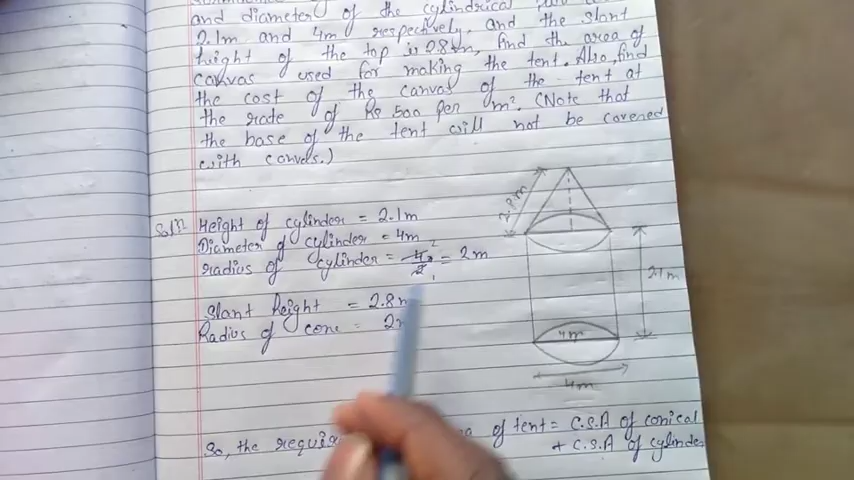 and diameter of the cylindrical
2.1m and 4m respectively, and the slant
height of the top is 2.8m, find the area of
canvas used for making the tent. Also, find
the cost of the canvas of the tent at
the rate of Rs 500 per m². (Note that
the base of the tent will not be covered
with canvas.)
Height of cylinder = 2.1m
Diameter of cylinder = 4m
radius of cylinder = 4/2 = 2m
Slant height = 2.8m
Radius of cone = 2m
2.8m
2.1m
4m
4m
So, the of tent = C.S.A of conical
+ C.S.A of cylinder